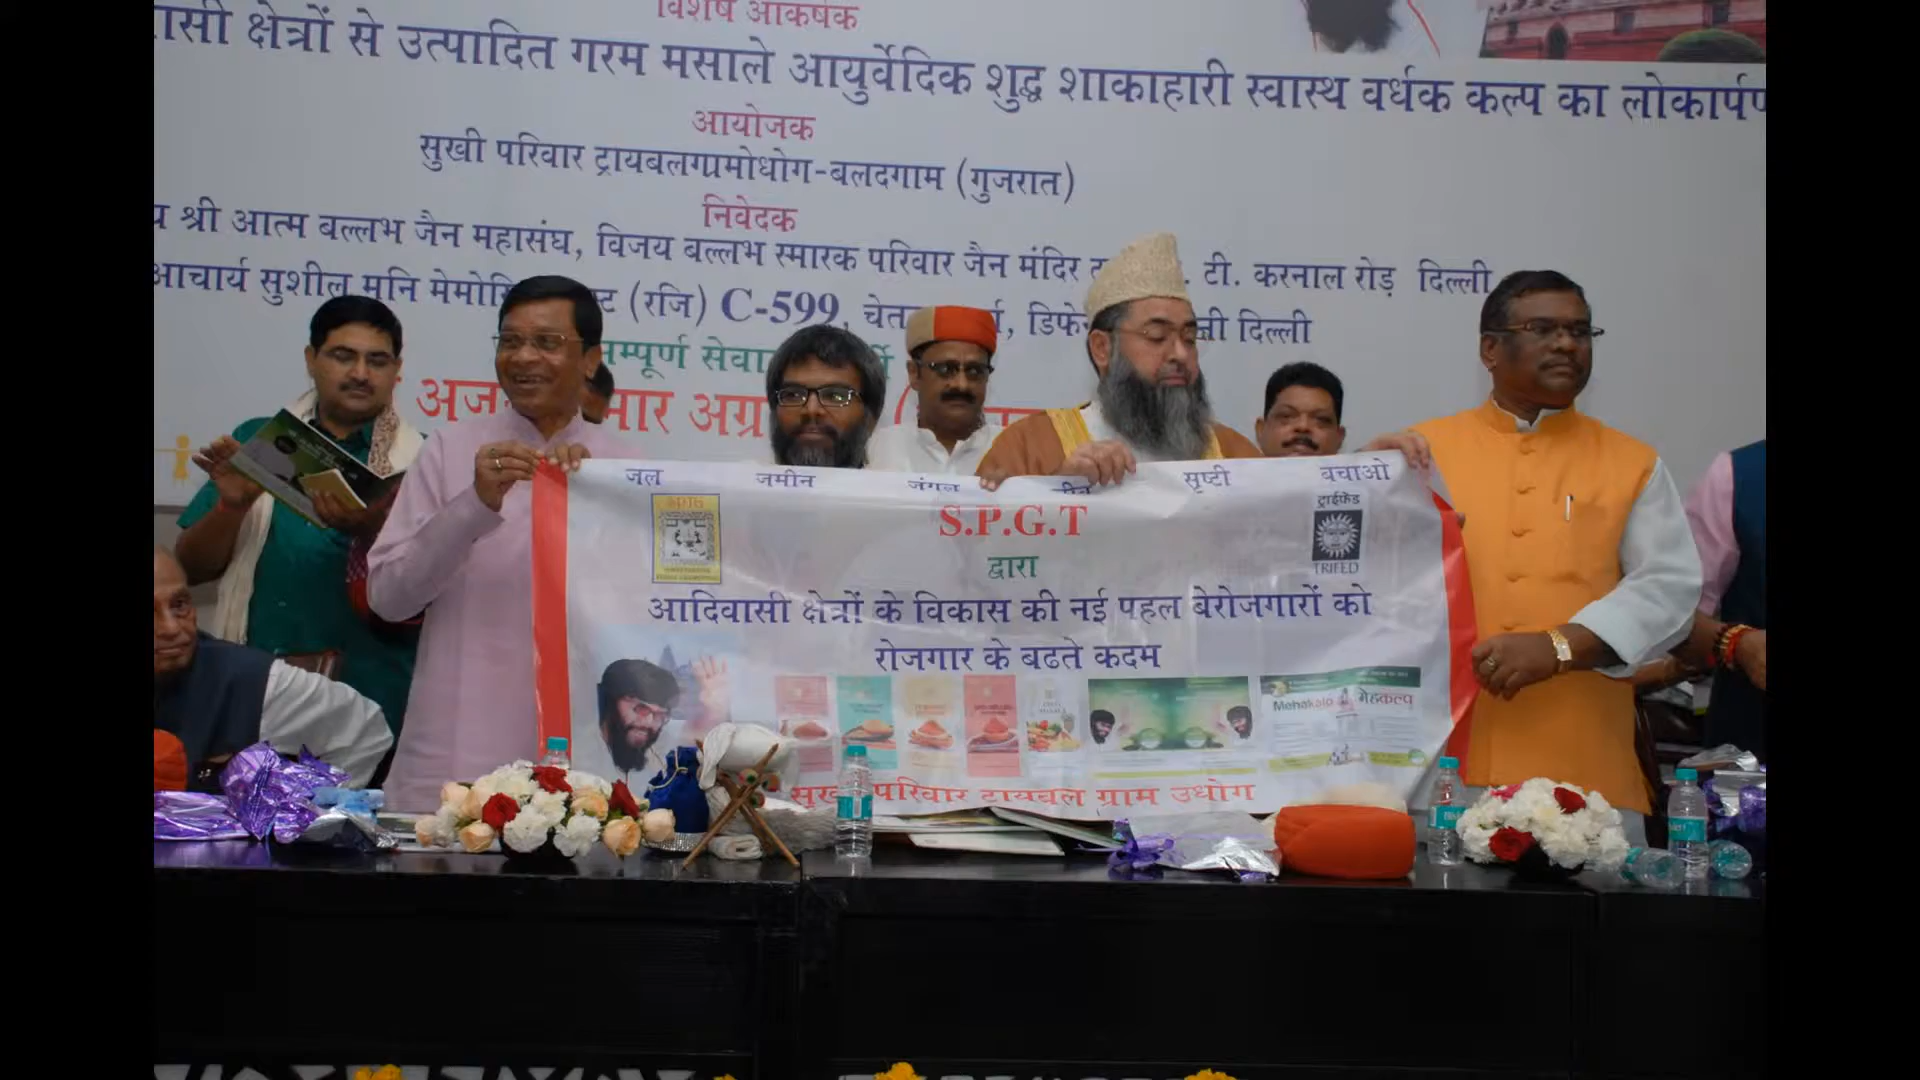 विशेष आकर्षक
ासी क्षेत्रों से उत्पादित गरम मसाले आयुर्वेदिक शुद्ध शाकाहारी स्वास्थ वर्धक कल्प का लोकार्पण
आयोजक
सुखी परिवार ट्रायबलग्रामोधोग-बलदगाम (गुजरात)
निवेदक
श्री आत्म बल्लभ जैन महासंघ, विजय बल्लभ स्मारक परिवार जैन मंदिर टी. करनाल रोड़ दिल्ली
आचार्य सुशील मुनि (रजि) C-599, डिफे दिल्ली
सम्पूर्ण सेवा
जल जमीन जंगल सृष्टी बचाओ
S.P.G.T
ट्राईफेड
TRIFED
द्वारा
आदिवासी क्षेत्रों के विकास की नई पहल बेरोजगारों को
रोजगार के बढते कदम
Mehakalp मेहकल्प
परिवार टायबल ग्राम उधोग